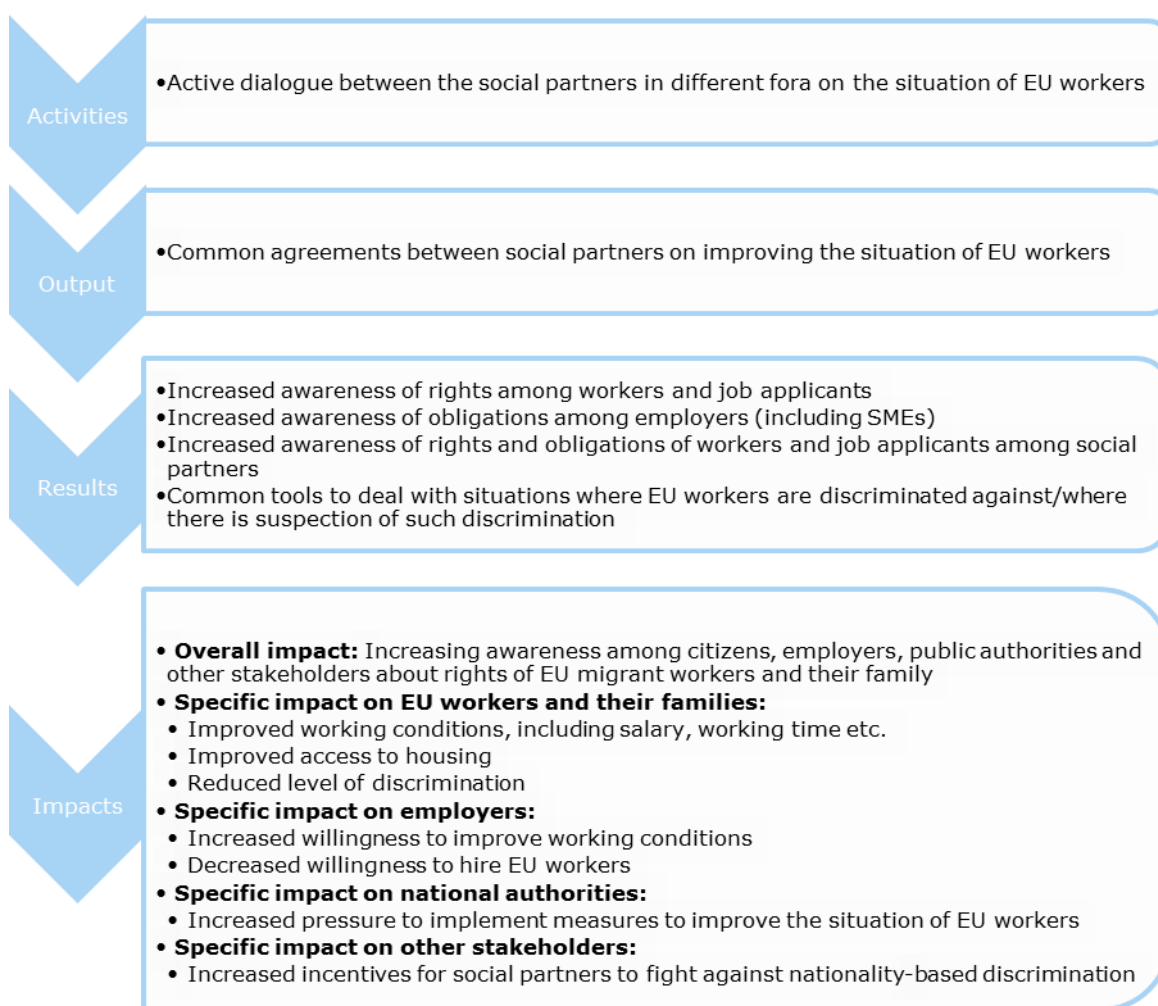 Activities
•Active dialogue between the social partners in different fora on the situation of EU workers
Output
•Common agreements between social partners on improving the situation of EU workers
Results
•Increased awareness of rights among workers and job applicants
•Increased awareness of obligations among employers (including SMEs)
•Increased awareness of rights and obligations of workers and job applicants among social
partners
•Common tools to deal with situations where EU workers are discriminated against/where
there is suspection of such discrimination
Impacts
• Overall impact: Increasing awareness among citizens, employers, public authorities and
other stakeholders about rights of EU migrant workers and their family
• Specific impact on EU workers and their families:
• Improved working conditions, including salary, working time etc.
• Improved access to housing
• Reduced level of discrimination
• Specific impact on employers:
• Increased willingness to improve working conditions
• Decreased willingness to hire EU workers
• Specific impact on national authorities:
• Increased pressure to implement measures to improve the situation of EU workers
• Specific impact on other stakeholders:
• Increased incentives for social partners to fight against nationality-based discrimination